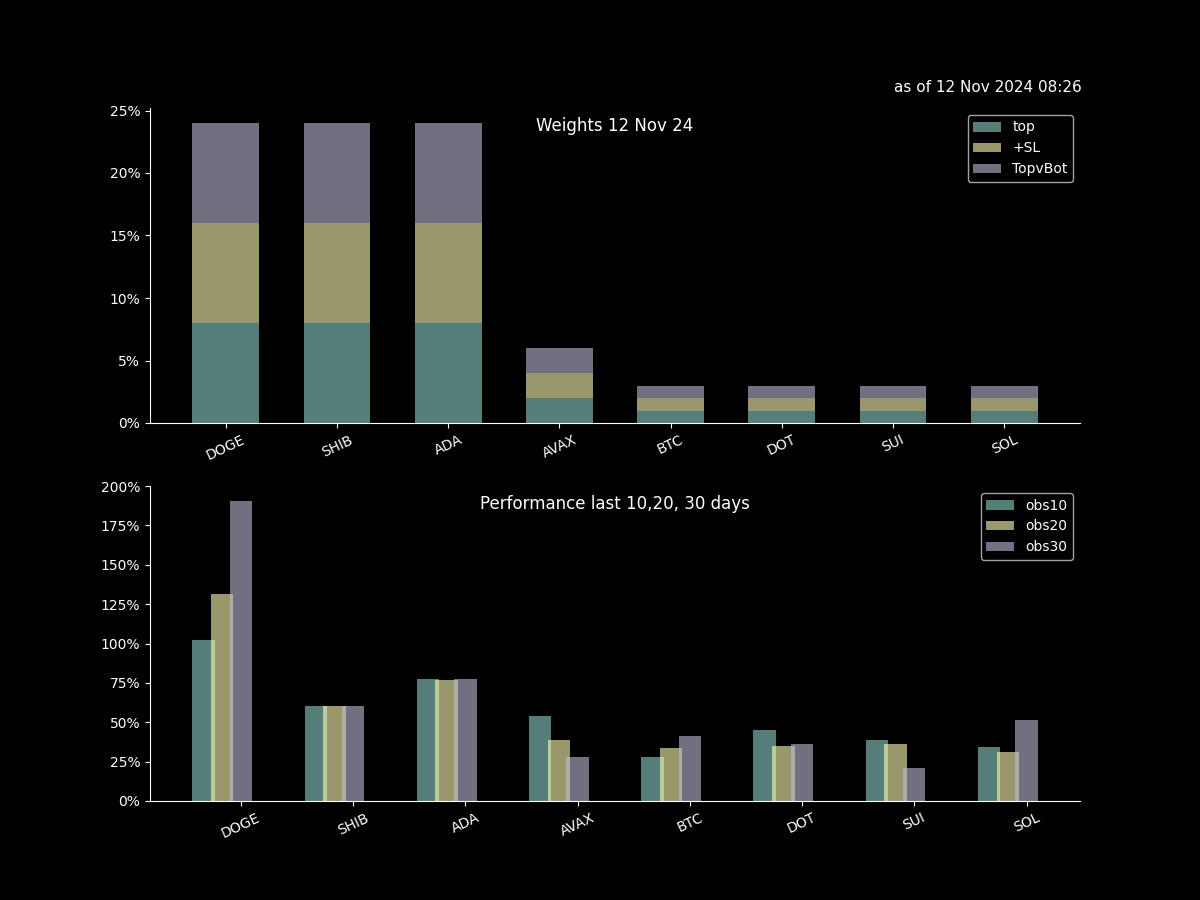 as of 12 Nov 2024 08:26
Weights 12 Nov 24
top
+SL
TopvBot
25%
20%
15%
10%
5%
0%
DOGE SHIB ADA AVAX BTC DOT SUI SOL
Performance last 10,20, 30 days
obs10
obs20
obs30
200%
175%
150%
125%
100%
75%
50%
25%
0%
DOGE SHIB ADA AVAX BTC DOT SUI SOL